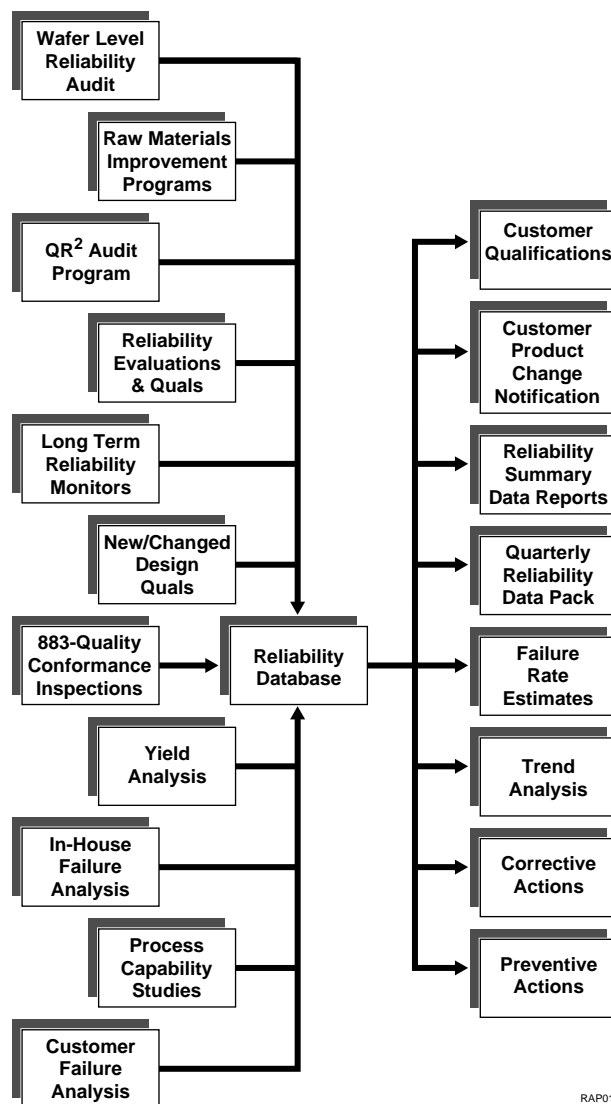 Wafer Level
Reliability
Audit
Raw Materials
Improvement
Programs
QR² Audit
Program
Reliability
Evaluations
& Quals
Long Term
Reliability
Monitors
New/Changed
Design
Quals
883-Quality
Conformance
Inspections
Yield
Analysis
In-House
Failure
Analysis
Process
Capability
Studies
Customer
Failure
Analysis
Reliability
Database
Customer
Qualifications
Customer
Product
Change
Notification
Reliability
Summary
Data Reports
Quarterly
Reliability
Data Pack
Failure
Rate
Estimates
Trend
Analysis
Corrective
Actions
Preventive
Actions
RAP01